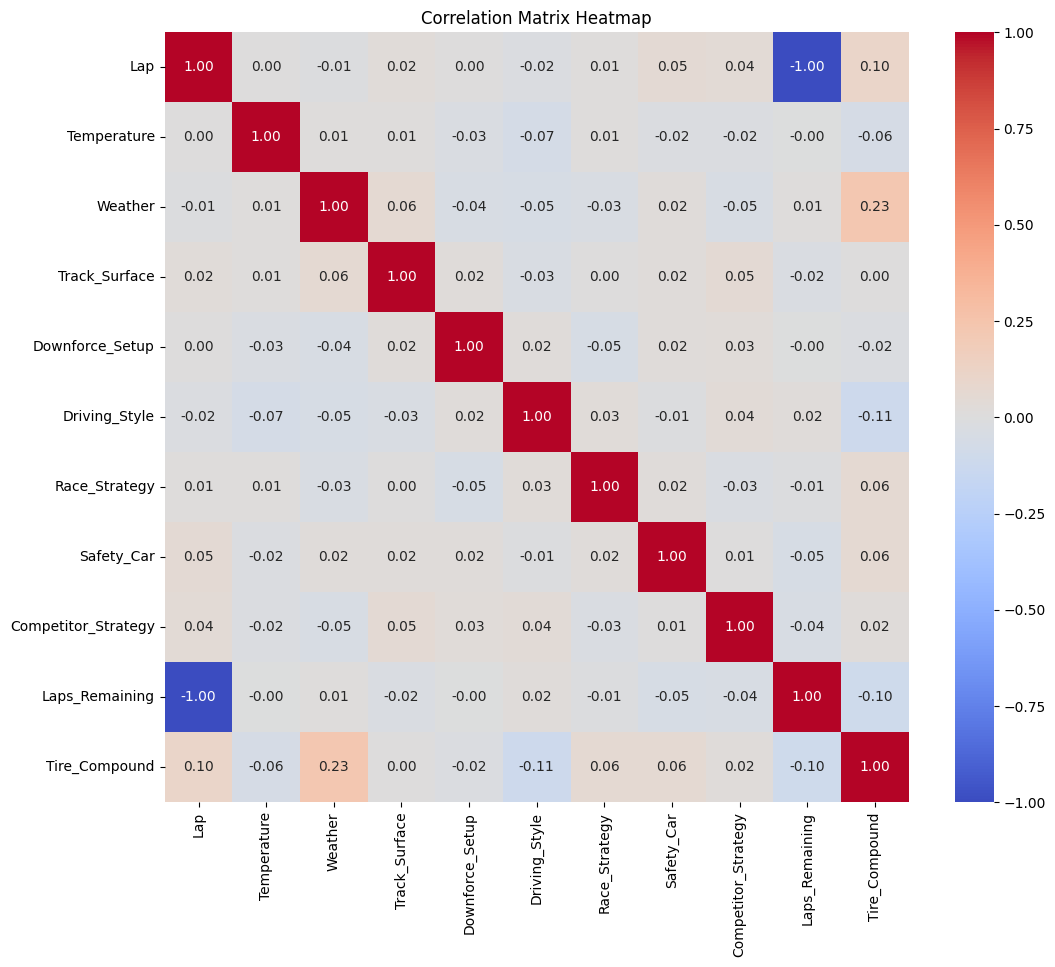 Correlation Matrix Heatmap
Lap 1.00 0.00 -0.01 0.02 0.00 -0.02 0.01 0.05 0.04 -1.00 0.10
Temperature 0.00 1.00 0.01 0.01 -0.03 -0.07 0.01 -0.02 -0.02 -0.00 -0.06
Weather -0.01 0.01 1.00 0.06 -0.04 -0.05 -0.03 0.02 -0.05 0.01 0.23
Track_Surface 0.02 0.01 0.06 1.00 0.02 -0.03 0.00 0.02 0.05 -0.02 0.00
Downforce_Setup 0.00 -0.03 -0.04 0.02 1.00 0.02 -0.05 0.02 0.03 -0.00 -0.02
Driving_Style -0.02 -0.07 -0.05 -0.03 0.02 1.00 0.03 -0.01 0.04 0.02 -0.11
Race_Strategy 0.01 0.01 -0.03 0.00 -0.05 0.03 1.00 0.02 -0.03 -0.01 0.06
Safety_Car 0.05 -0.02 0.02 0.02 0.02 -0.01 0.02 1.00 0.01 -0.05 0.06
Competitor_Strategy 0.04 -0.02 -0.05 0.05 0.03 0.04 -0.03 0.01 1.00 -0.04 0.02
Laps_Remaining -1.00 -0.00 0.01 -0.02 -0.00 0.02 -0.01 -0.05 -0.04 1.00 -0.10
Tire_Compound 0.10 -0.06 0.23 0.00 -0.02 -0.11 0.06 0.06 0.02 -0.10 1.00
Lap
Temperature
Weather
Track_Surface
Downforce_Setup
Driving_Style
Race_Strategy
Safety_Car
Competitor_Strategy
Laps_Remaining
Tire_Compound
1.00
0.75
0.50
0.25
0.00
−0.25
−0.50
−0.75
−1.00